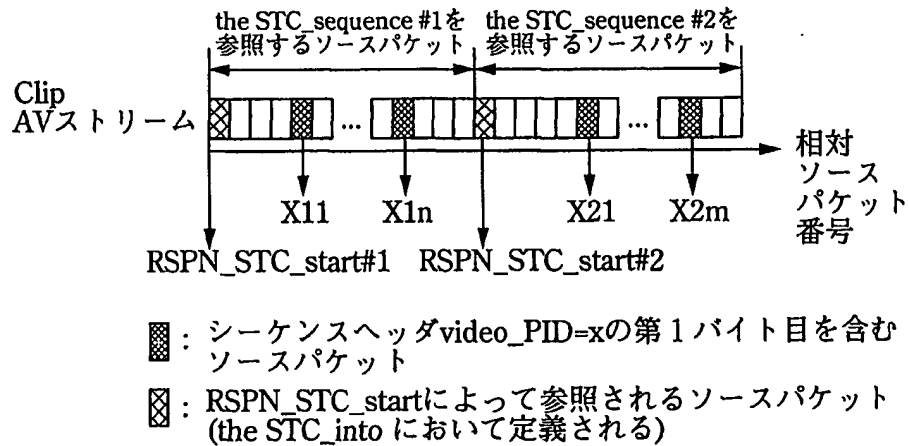 the STC_sequence #1を
参照するソースパケット
the STC_sequence #2を
参照するソースパケット
Clip
AVストリーム
...
...
X11
X1n
X21
X2m
相対
ソース
パケット
番号
RSPN_STC_start#1
RSPN_STC_start#2
: シーケンスヘッダvideo_PID=xの第1バイト目を含む
ソースパケット
: RSPN_STC_startによって参照されるソースパケット
(the STC_into において定義される)